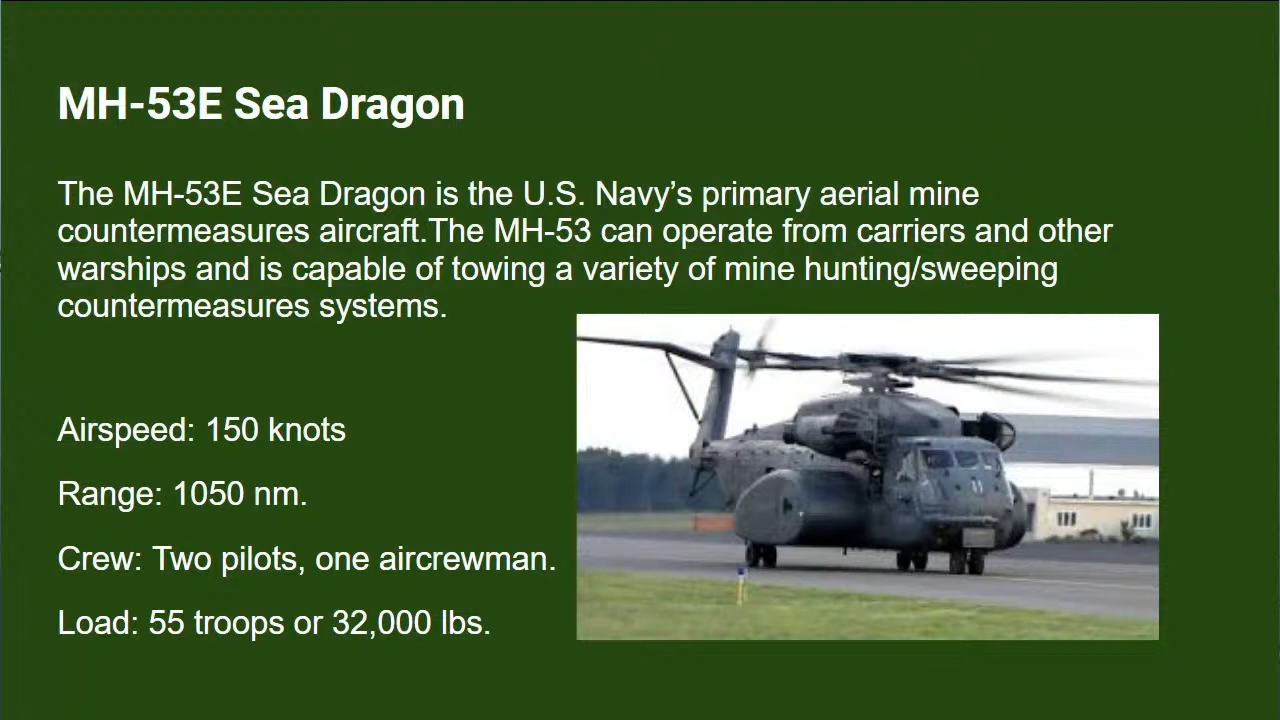 MH-53E Sea Dragon
The MH-53E Sea Dragon is the U.S. Navy’s primary aerial mine
countermeasures aircraft.The MH-53 can operate from carriers and other
warships and is capable of towing a variety of mine hunting/sweeping
countermeasures systems.
Airspeed: 150 knots
Range: 1050 nm.
Crew: Two pilots, one aircrewman.
Load: 55 troops or 32,000 lbs.